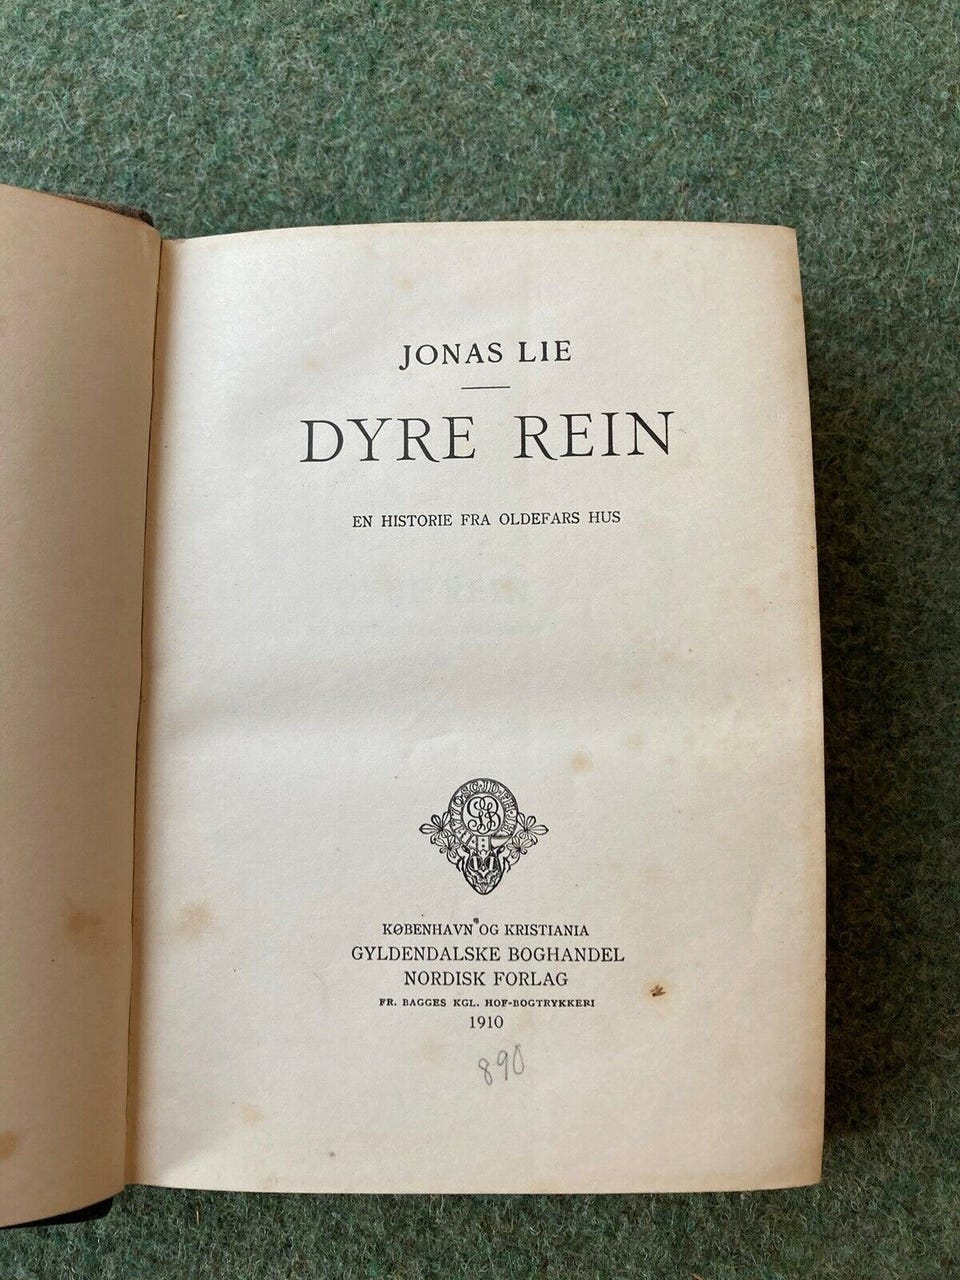 JONAS LIE
DYRE REIN
EN HISTORIE FRA OLDEFARS HUS
KØBENHAVN OG KRISTIANIA
GYLDENDALSKE BOGHANDEL
NORDISK FORLAG
FR. BAGGES KGL. HOF-BOGTRYKKERI
1910
890